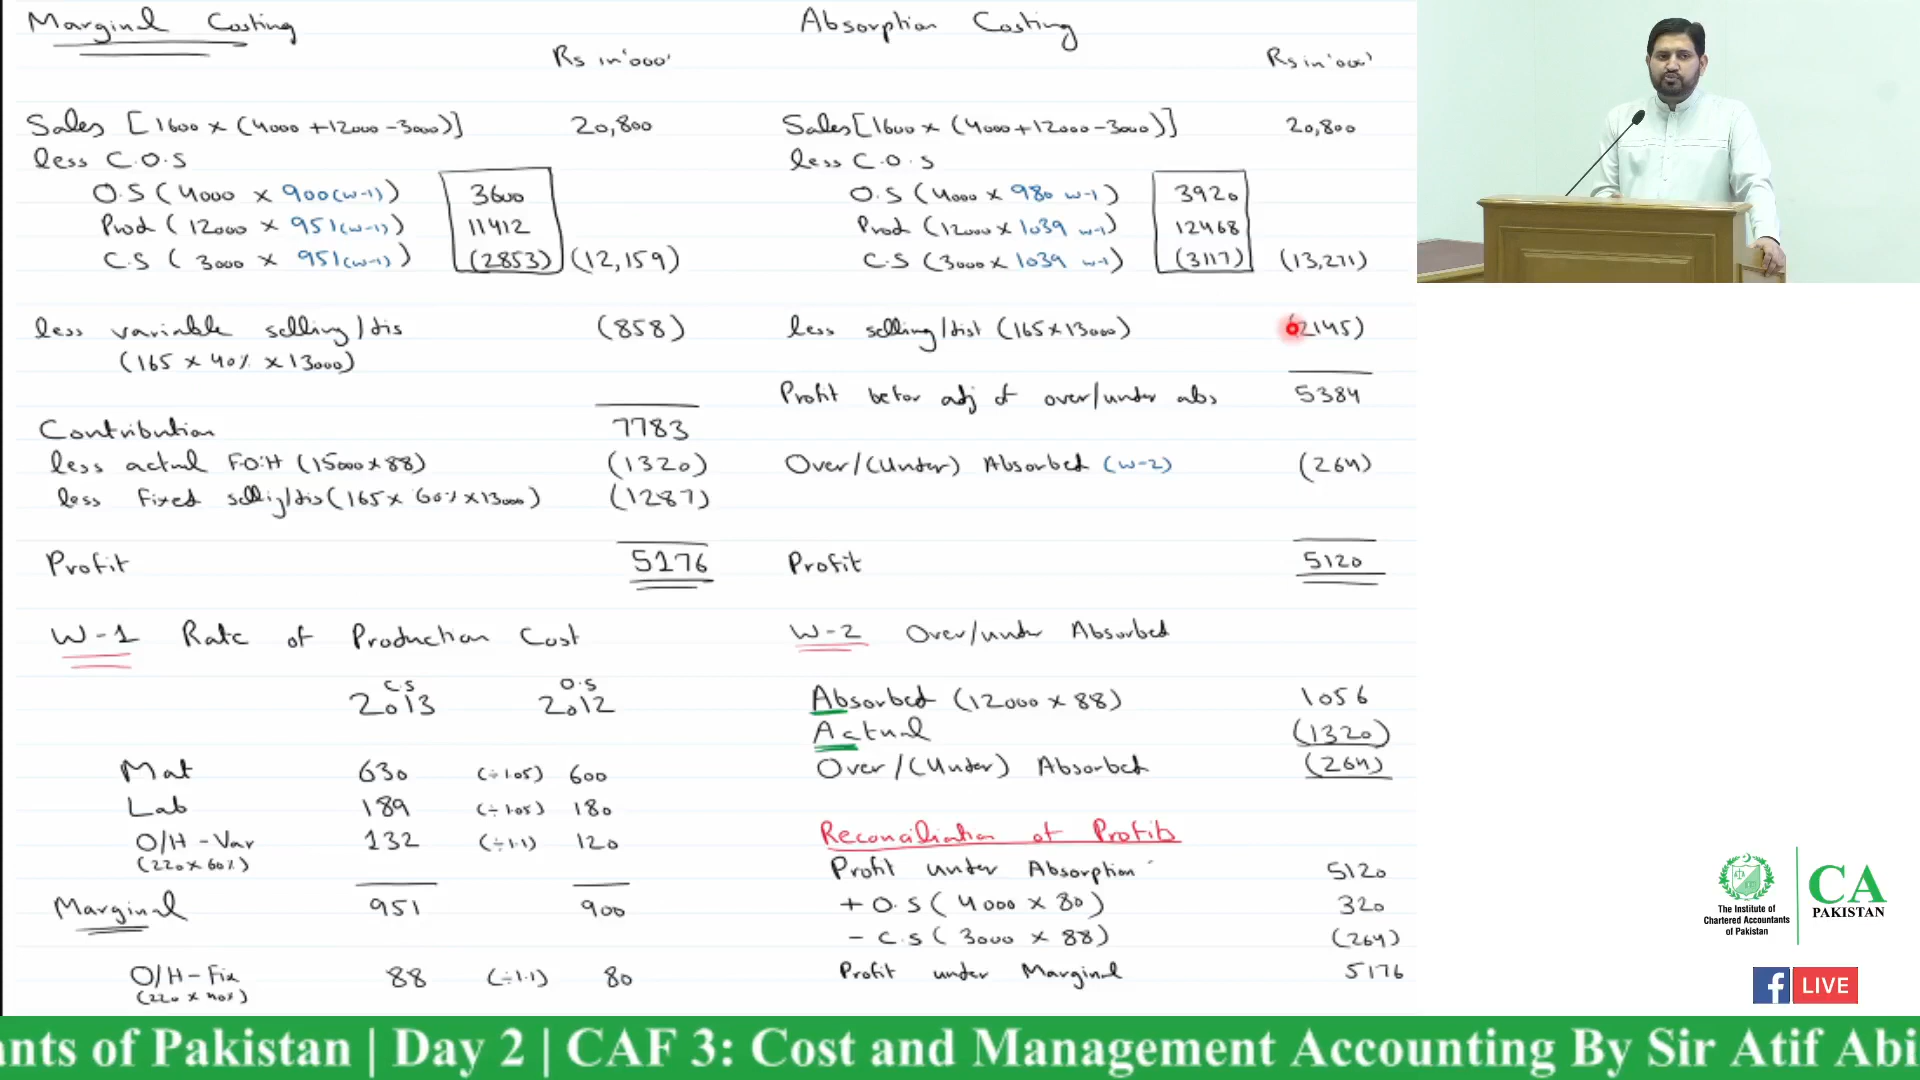 Marginal Costing
Rs in '000'
Sales [1600 x (4000 + 12000 - 3000)] 20,800
less C.O.S
O.S (4000 x 900 (w-1)) 3600
Prod (12000 x 951 (w-1)) 11412
C.S (3000 x 951 (w-1)) (2853) (12,159)
less variable selling/dis (858)
(165 x 40% x 13000)
Contribution 7783
less actual F.O.H (15000 x 88) (1320)
less Fixed sellig/dis (165 x 60% x 13000) (1287)
Profit 5176
W-1 Rate of Production Cost
C.S O.S
2013 2012
Mat 630 (÷1.05) 600
Lab 189 (÷1.05) 180
O/H - Var 132 (÷1.1) 120
(220 x 60%)
Marginal 951 900
O/H - Fix 88 (÷1.1) 80
(220 x 40%)
Absorption Costing
Rs in '000'
Sales [1600 x (4000 + 12000 - 3000)] 20,800
less C.O.S
O.S (4000 x 980 w-1) 3920
Prod (12000 x 1039 w-1) 12468
C.S (3000 x 1039 w-1) (3117) (13,271)
less selling/dist (165 x 13000) (2145)
Profit befor adj of over/under abs 5384
Over/(Under) Absorbed (w-2) (264)
Profit 5120
W-2 Over/under Absorbed
Absorbed (12000 x 88) 1056
Actual (1320)
Over/(Under) Absorbed (264)
Reconciliation of Profits
Profit under Absorption 5120
+ O.S (4000 x 80) 320
- C.S (3000 x 88) (264)
Profit under Marginal 5176
The Institute of
Chartered Accountants
of Pakistan
CA
PAKISTAN
f LIVE
nts of Pakistan | Day 2 | CAF 3: Cost and Management Accounting By Sir Atif Abi